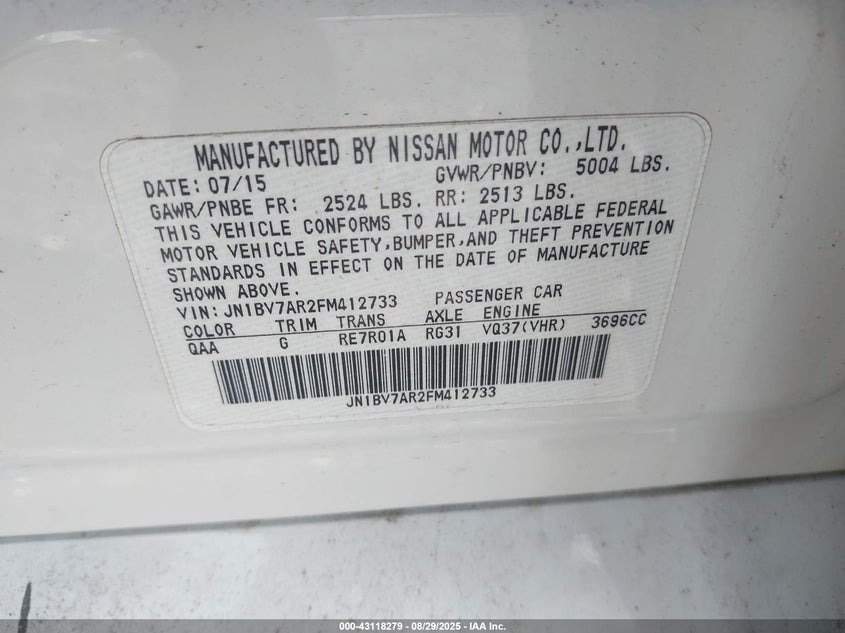 MANUFACTURED BY NISSAN MOTOR CO.,LTD.
DATE: 07/15 GVWR/PNBV: 5004 LBS.
GAWR/PNBE FR: 2524 LBS. RR: 2513 LBS.
THIS VEHICLE CONFORMS TO ALL APPLICABLE FEDERAL
MOTOR VEHICLE SAFETY,BUMPER,AND THEFT PREVENTION
STANDARDS IN EFFECT ON THE DATE OF MANUFACTURE
SHOWN ABOVE.
VIN:JN1BV7AR2FM412733 PASSENGER CAR
COLOR TRIM TRANS AXLE ENGINE
QAA G RE7R01A RG31 VQ37(VHR) 3696CC
JN1BV7AR2FM412733
000-43118279 - 08/29/2025 - IAA Inc.